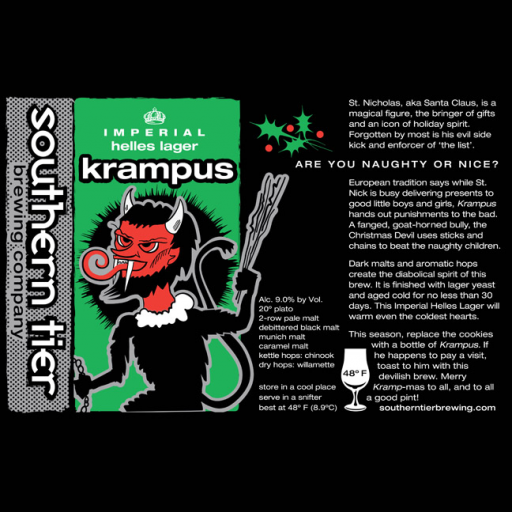 southern tier
brewing company
IMPERIAL
helles lager
krampus
Alc. 9.0% by Vol.
20º plato
2-row pale malt
debittered black malt
munich malt
caramel malt
kettle hops: chinook
dry hops: willamette
store in a cool place
serve in a snifter
best at 48º F (8.9ºC)
St. Nicholas, aka Santa Claus, is a
magical figure, the bringer of gifts
and an icon of holiday spirit.
Forgotten by most is his evil side
kick and enforcer of ‘the list’.
ARE YOU NAUGHTY OR NICE?
European tradition says while St.
Nick is busy delivering presents to
good little boys and girls, Krampus
hands out punishments to the bad.
A fanged, goat-horned bully, the
Christmas Devil uses sticks and
chains to beat the naughty children.
Dark malts and aromatic hops
create the diabolical spirit of this
brew. It is finished with lager yeast
and aged cold for no less than 30
days. This Imperial Helles Lager will
warm even the coldest hearts.
This season, replace the cookies
with a bottle of Krampus. If
he happens to pay a visit,
toast to him with this
devilish brew. Merry
Kramp-mas to all, and to all
a good pint!
48º F
southerntierbrewing.com